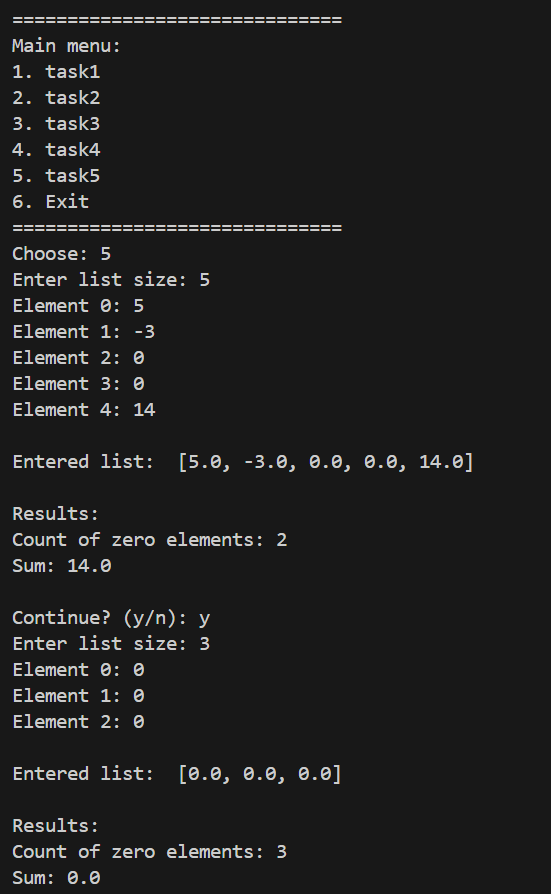 ==============================
Main menu:
1. task1
2. task2
3. task3
4. task4
5. task5
6. Exit
==============================
Choose: 5
Enter list size: 5
Element 0: 5
Element 1: -3
Element 2: 0
Element 3: 0
Element 4: 14
Entered list:  [5.0, -3.0, 0.0, 0.0, 14.0]
Results:
Count of zero elements: 2
Sum: 14.0
Continue? (y/n): y
Enter list size: 3
Element 0: 0
Element 1: 0
Element 2: 0
Entered list:  [0.0, 0.0, 0.0]
Results:
Count of zero elements: 3
Sum: 0.0